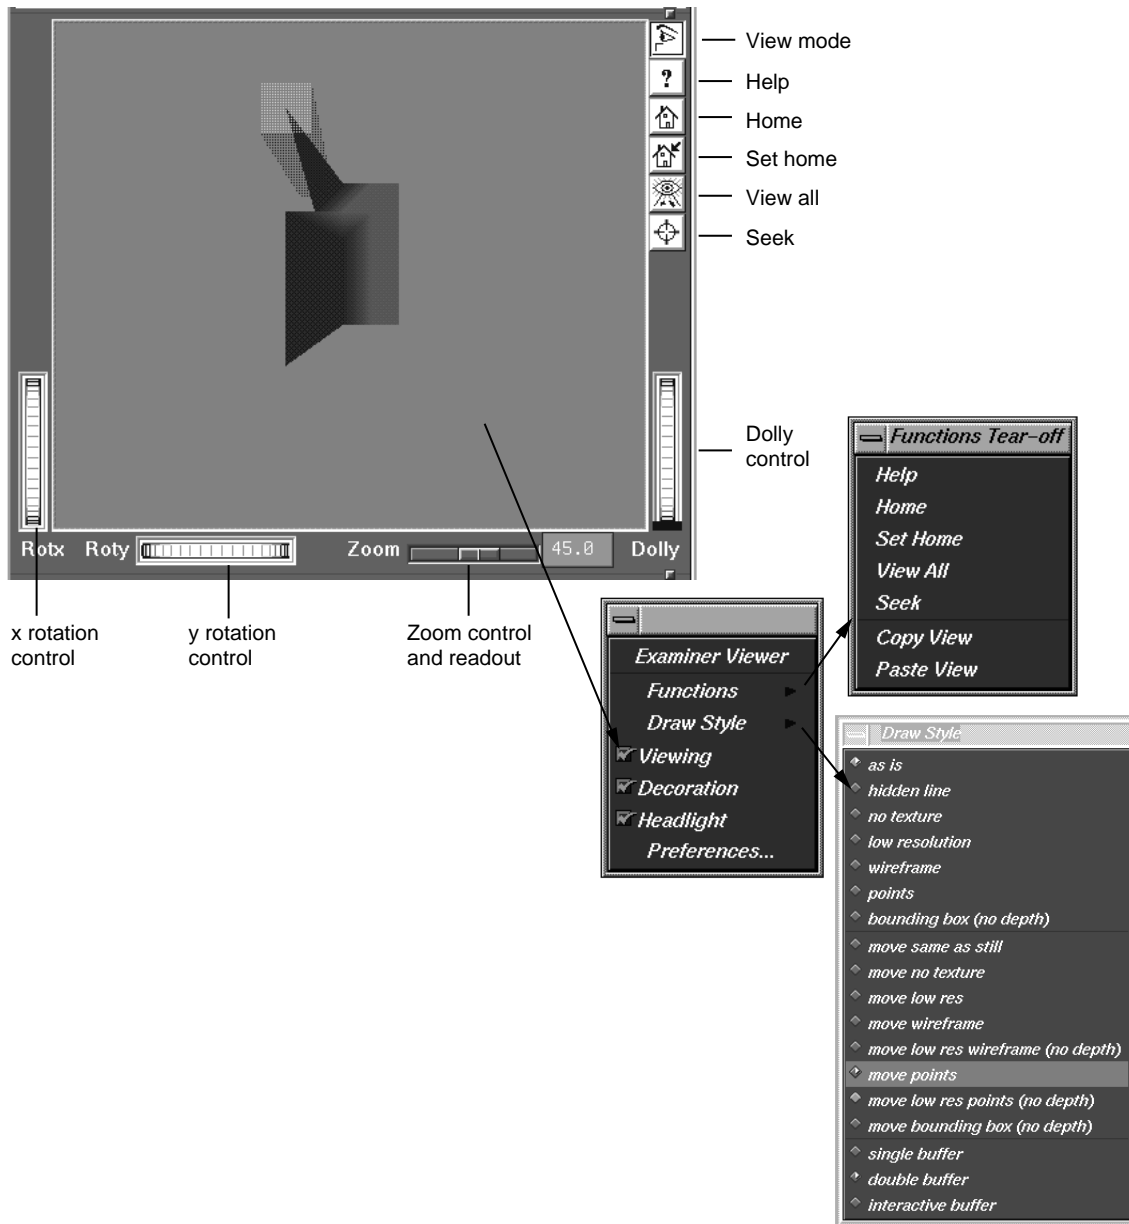 View mode
?
Help
Home
Set home
View all
Seek
Dolly
control
Rotx
Roty
Zoom
45.0
Dolly
x rotation
control
y rotation
control
Zoom control
and readout
Functions Tear-off
Help
Home
Set Home
View All
Seek
Copy View
Paste View
Examiner Viewer
Functions
Draw Style
Viewing
Decoration
Headlight
Preferences...
Draw Style
as is
hidden line
no texture
low resolution
wireframe
points
bounding box (no depth)
move same as still
move no texture
move low res
move wireframe
move low res wireframe (no depth)
move points
move low res points (no depth)
move bounding box (no depth)
single buffer
double buffer
interactive buffer